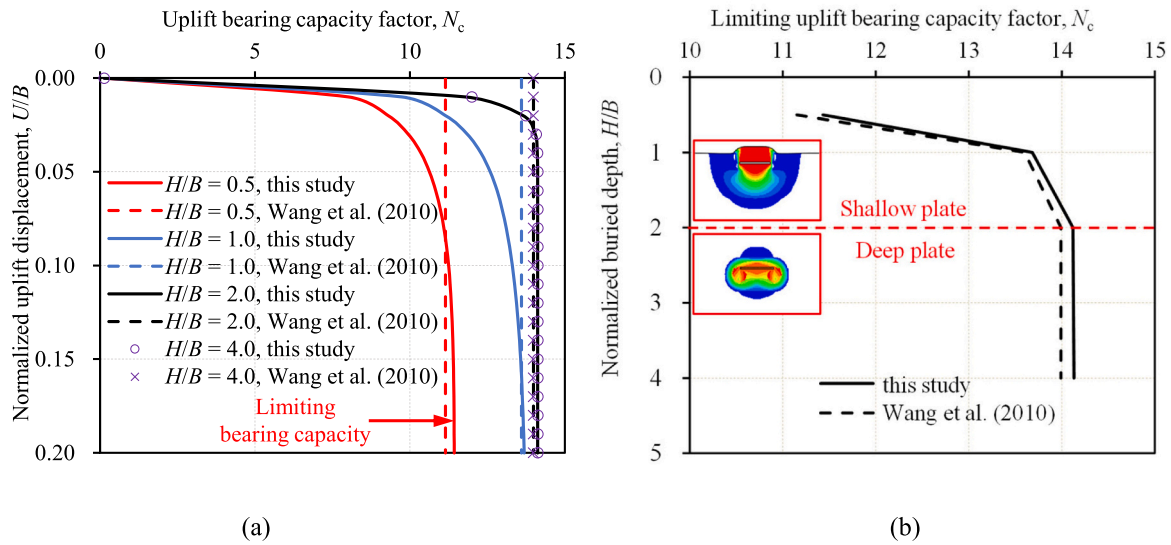 Uplift bearing capacity factor, Nc
0 5 10 15
Normalized uplift displacement, U/B
0.00
0.05
0.10
0.15
0.20
H/B = 0.5, this study
H/B = 0.5, Wang et al. (2010)
H/B = 1.0, this study
H/B = 1.0, Wang et al. (2010)
H/B = 2.0, this study
H/B = 2.0, Wang et al. (2010)
H/B = 4.0, this study
H/B = 4.0, Wang et al. (2010)
Limiting
bearing capacity
(a)
Limiting uplift bearing capacity factor, Nc
10 11 12 13 14 15
Normalized buried depth, H/B
0
1
2
3
4
5
Shallow plate
Deep plate
this study
Wang et al. (2010)
(b)